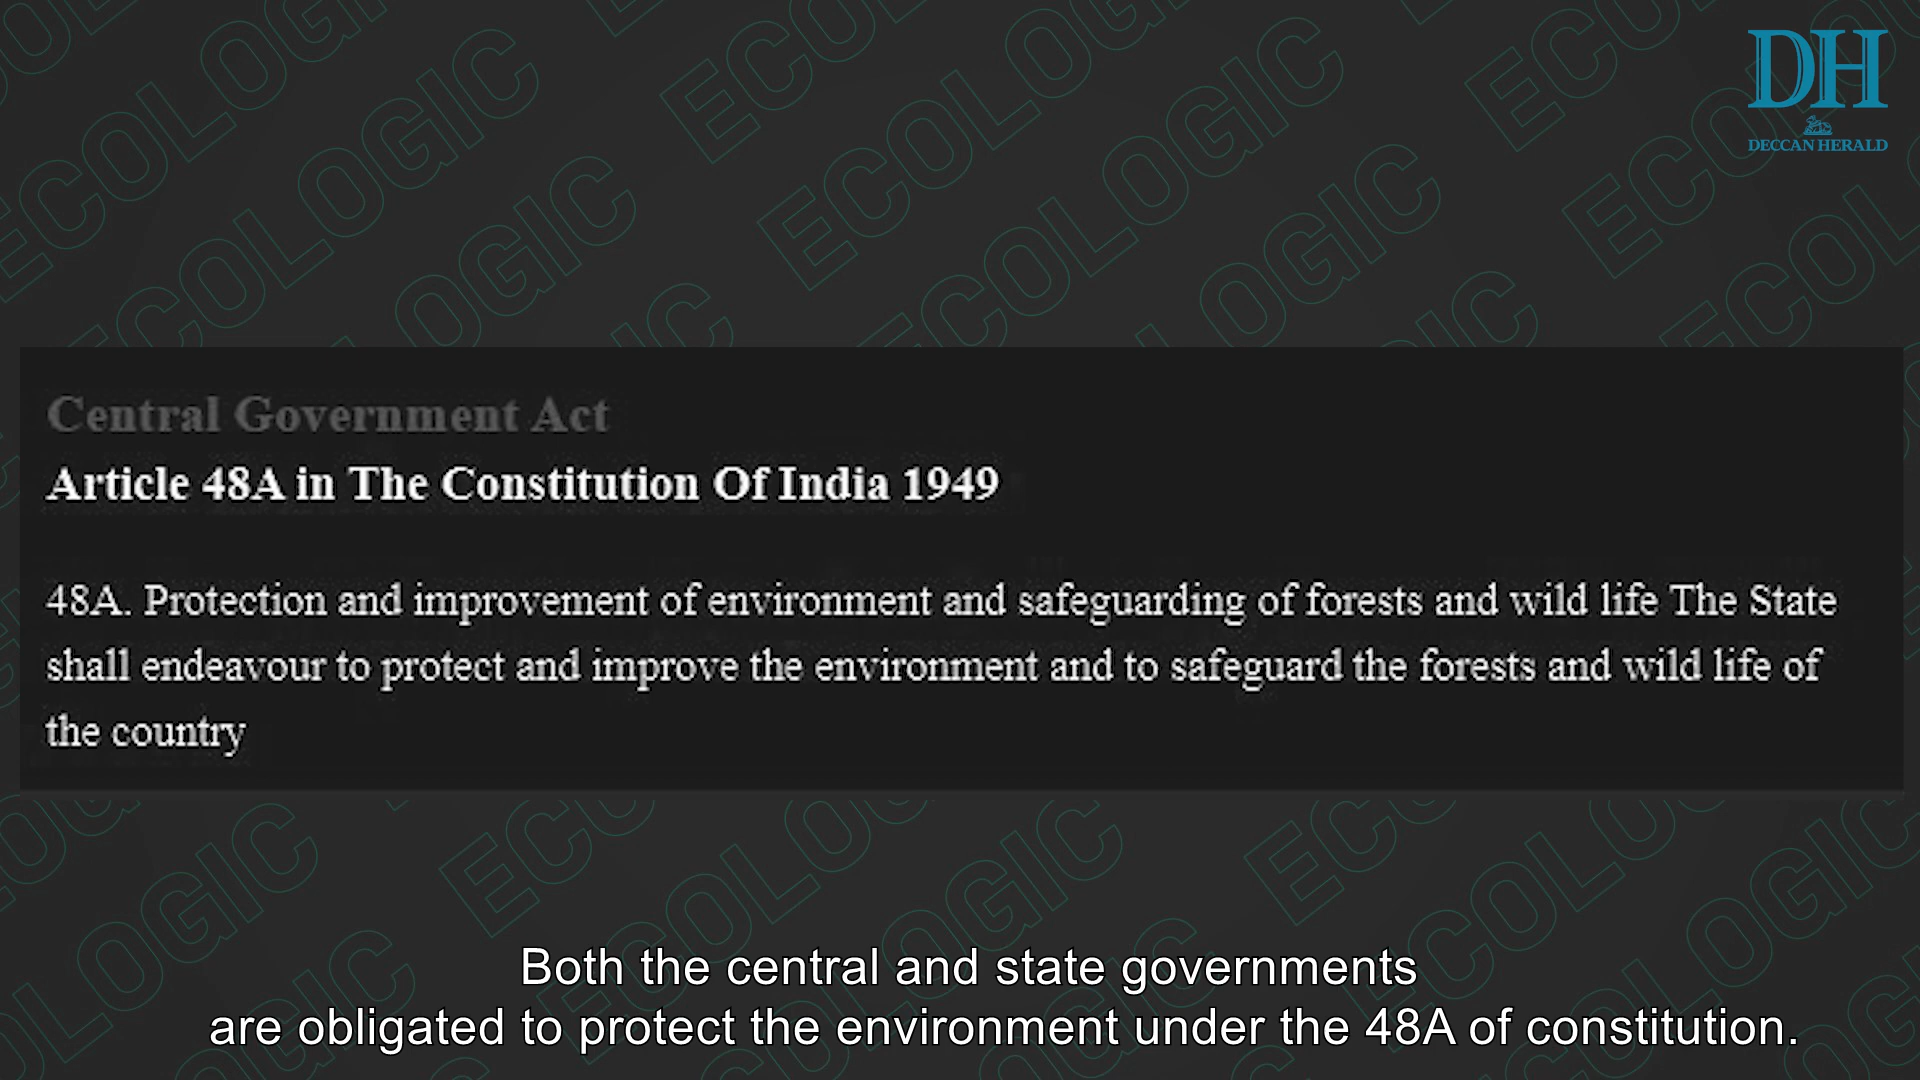 DH
DECCAN HERALD
Central Government Act
Article 48A in The Constitution Of India 1949
48A. Protection and improvement of environment and safeguarding of forests and wild life The State
shall endeavour to protect and improve the environment and to safeguard the forests and wild life of
the country
Both the central and state governments
are obligated to protect the environment under the 48A of constitution.
ECOLOGIC